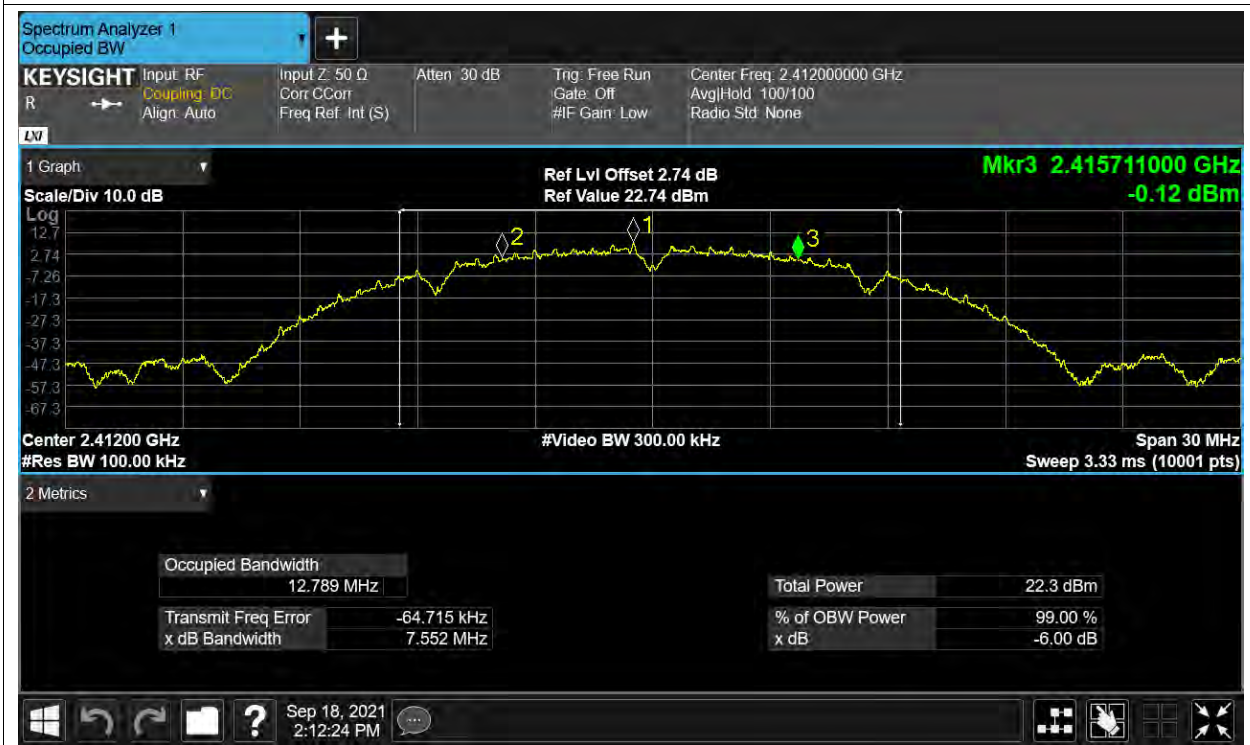 Spectrum Analyzer 1
Occupied BW
+
KEYSIGHT Input: RF Input Z: 50 Ω Atten: 30 dB Trig: Free Run Center Freq: 2.412000000 GHz
R Coupling: DC Corr CCorr Gate: Off Avg|Hold: 100/100
Align: Auto Freq Ref: Int (S) #IF Gain: Low Radio Std: None
LXI
1 Graph
Ref Lvl Offset 2.74 dB Mkr3 2.415711000 GHz
Scale/Div 10.0 dB Ref Value 22.74 dBm -0.12 dBm
Log
12.7
2.74
-7.26
-17.3
-27.3
-37.3
-47.3
-57.3
-67.3
2 1 3
Center 2.41200 GHz #Video BW 300.00 kHz Span 30 MHz
#Res BW 100.00 kHz Sweep 3.33 ms (10001 pts)
2 Metrics
Occupied Bandwidth
12.789 MHz Total Power 22.3 dBm
Transmit Freq Error -64.715 kHz % of OBW Power 99.00 %
x dB Bandwidth 7.552 MHz x dB -6.00 dB
? Sep 18, 2021
2:12:24 PM